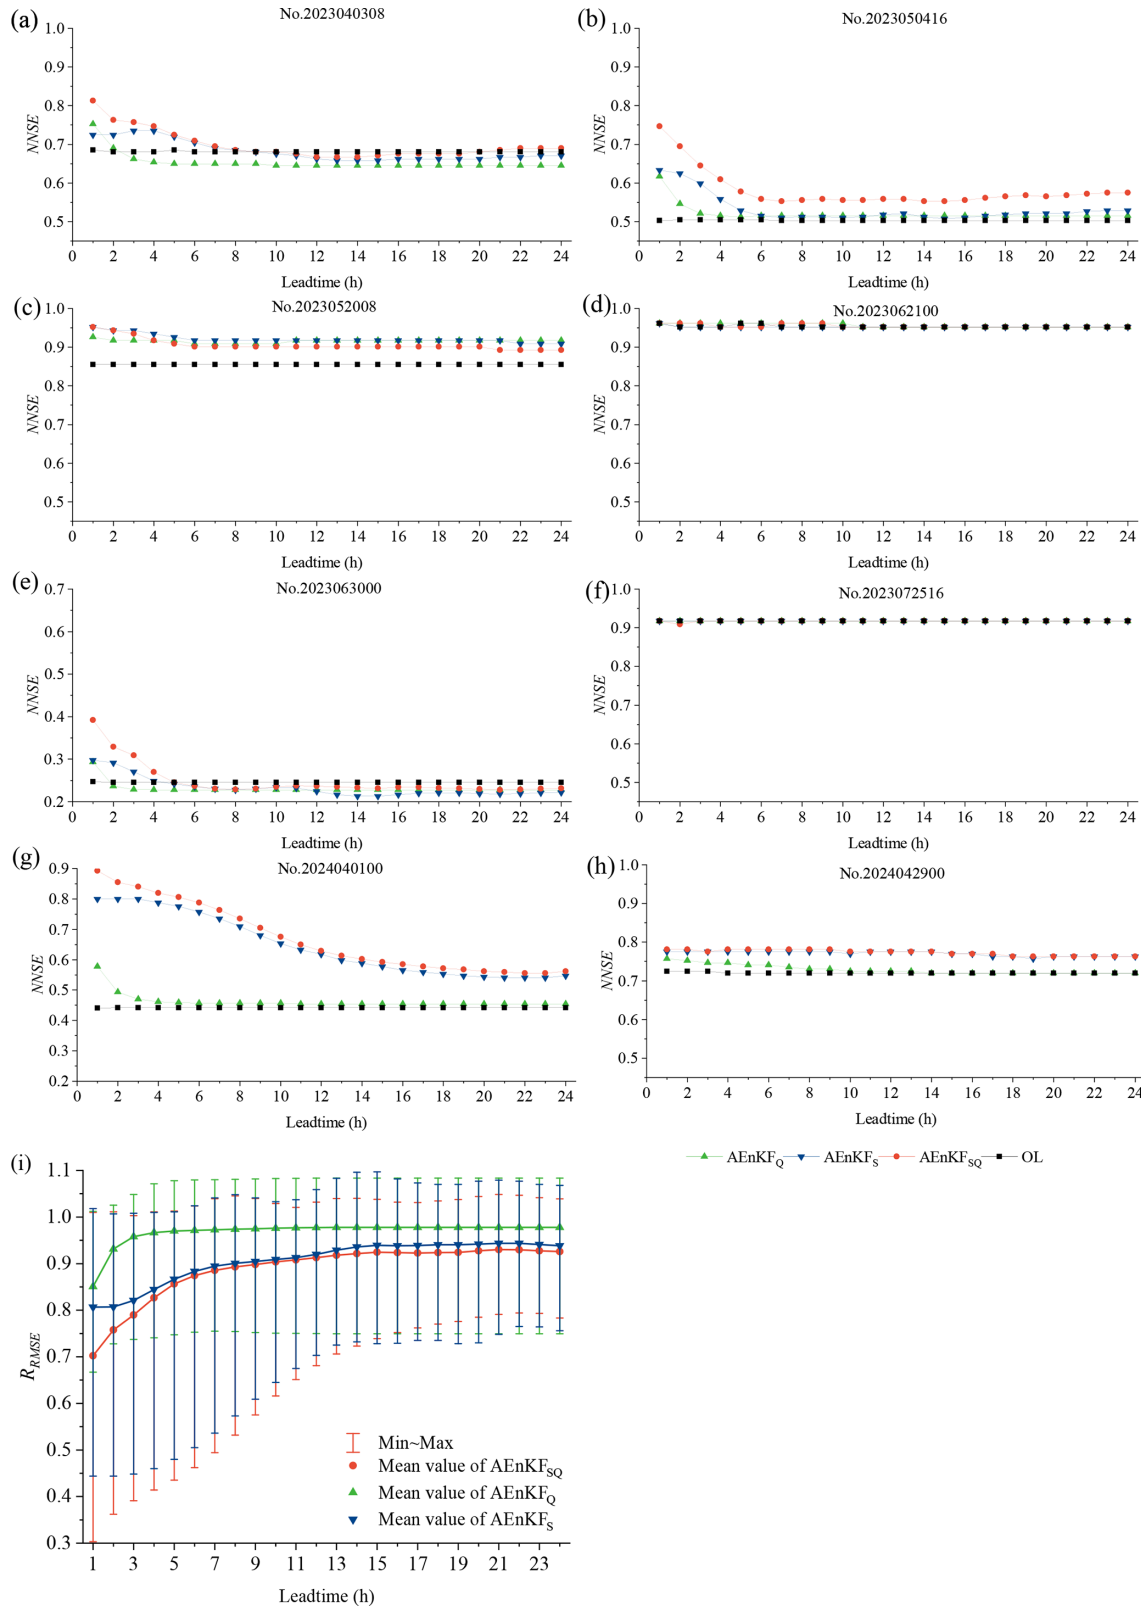 (a) No.2023040308
1.0
0.9
0.8
0.7
0.6
0.5
NNSE
0 2 4 6 8 10 12 14 16 18 20 22 24
Leadtime (h)
(b) No.2023050416
1.0
0.9
0.8
0.7
0.6
0.5
NNSE
0 2 4 6 8 10 12 14 16 18 20 22 24
Leadtime (h)
(c) No.2023052008
1.0
0.9
0.8
0.7
0.6
0.5
NNSE
0 2 4 6 8 10 12 14 16 18 20 22 24
Leadtime (h)
(d) No.2023062100
1.0
0.9
0.8
0.7
0.6
0.5
NNSE
0 2 4 6 8 10 12 14 16 18 20 22 24
Leadtime (h)
(e) No.2023063000
0.7
0.6
0.5
0.4
0.3
0.2
NNSE
0 2 4 6 8 10 12 14 16 18 20 22 24
Leadtime (h)
(f) No.2023072516
1.0
0.9
0.8
0.7
0.6
0.5
NNSE
0 2 4 6 8 10 12 14 16 18 20 22 24
Leadtime (h)
(g) No.2024040100
0.9
0.8
0.7
0.6
0.5
0.4
0.3
0.2
NNSE
0 2 4 6 8 10 12 14 16 18 20 22 24
Leadtime (h)
(h) No.2024042900
1.0
0.9
0.8
0.7
0.6
0.5
NNSE
0 2 4 6 8 10 12 14 16 18 20 22 24
Leadtime (h)
AEnKFQ AEnKFS AEnKFSQ OL
(i)
1.1
1.0
0.9
0.8
0.7
0.6
0.5
0.4
0.3
RRMSE
Min~Max
Mean value of AEnKFSQ
Mean value of AEnKFQ
Mean value of AEnKFS
1 3 5 7 9 11 13 15 17 19 21 23
Leadtime (h)